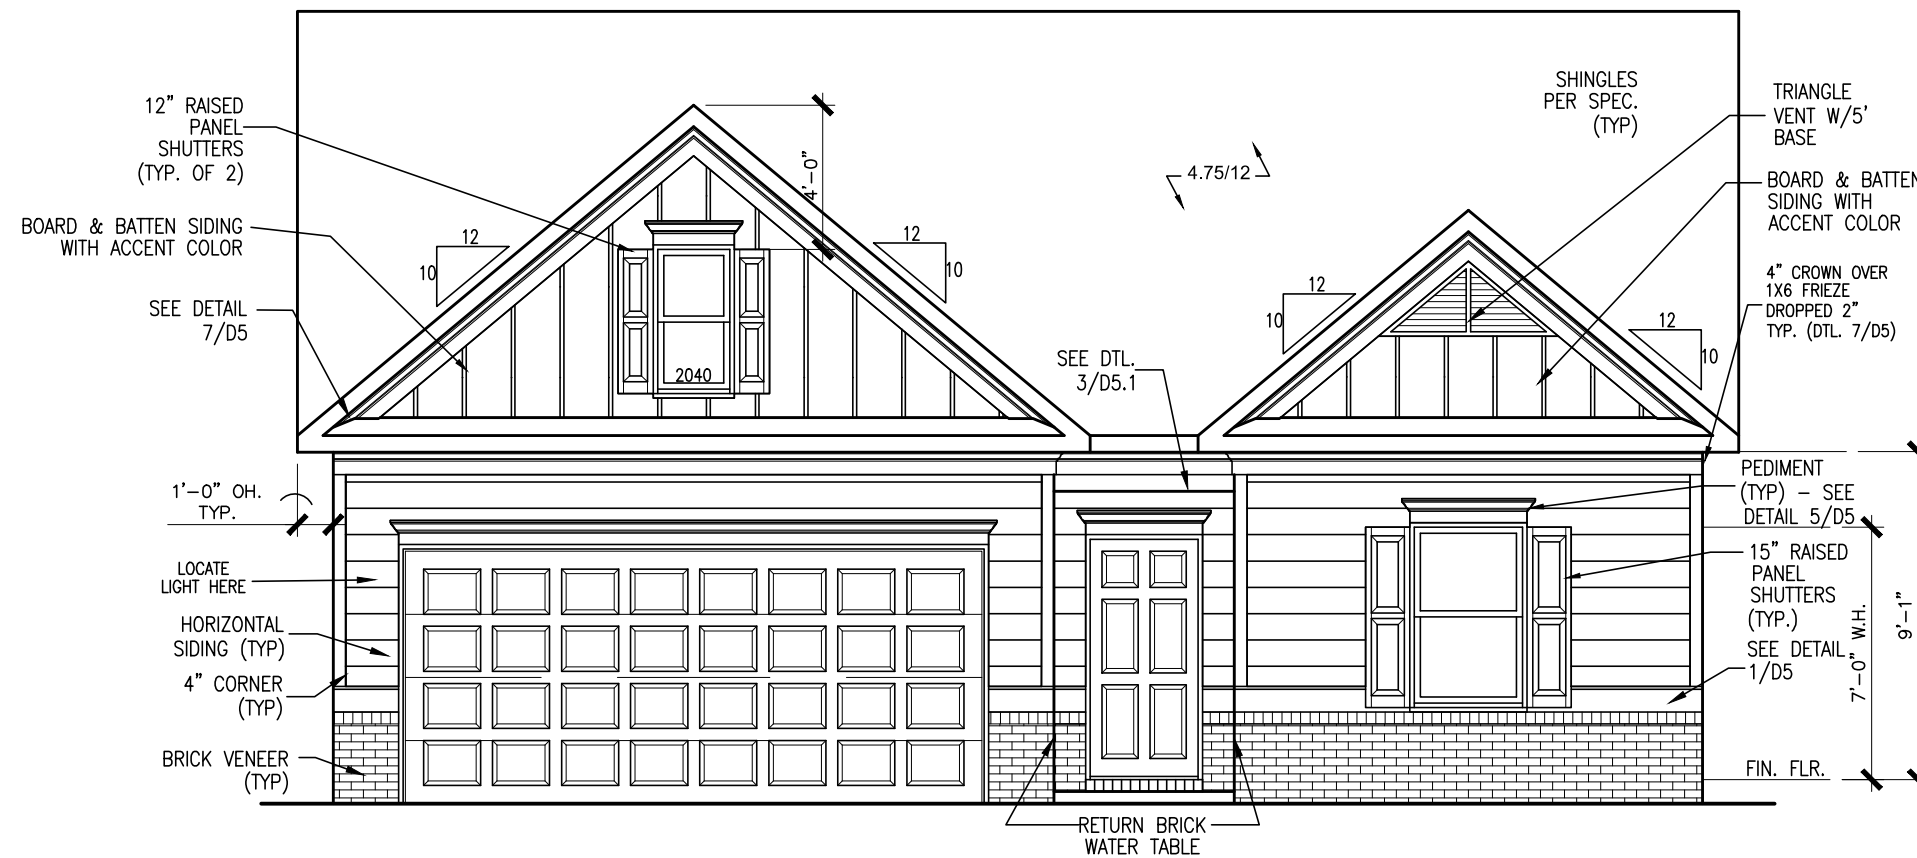 12" RAISED
PANEL
SHUTTERS
(TYP. OF 2)
BOARD & BATTEN SIDING
WITH ACCENT COLOR
SEE DETAIL
7/D5
1'-0" OH.
TYP.
LOCATE
LIGHT HERE
HORIZONTAL
SIDING (TYP)
4" CORNER
(TYP)
BRICK VENEER
(TYP)
12
10
4'-0"
12
10
2040
4.75/12
SHINGLES
PER SPEC.
(TYP)
12
10
12
10
SEE DTL.
3/D5.1
RETURN BRICK
WATER TABLE
TRIANGLE
VENT W/5'
BASE
BOARD & BATTEN
SIDING WITH
ACCENT COLOR
4" CROWN OVER
1X6 FRIEZE
DROPPED 2"
TYP. (DTL. 7/D5)
PEDIMENT
(TYP) - SEE
DETAIL 5/D5
15" RAISED
PANEL
SHUTTERS
(TYP.)
SEE DETAIL
1/D5
7'-0" W.H.
9'-1"
FIN. FLR.